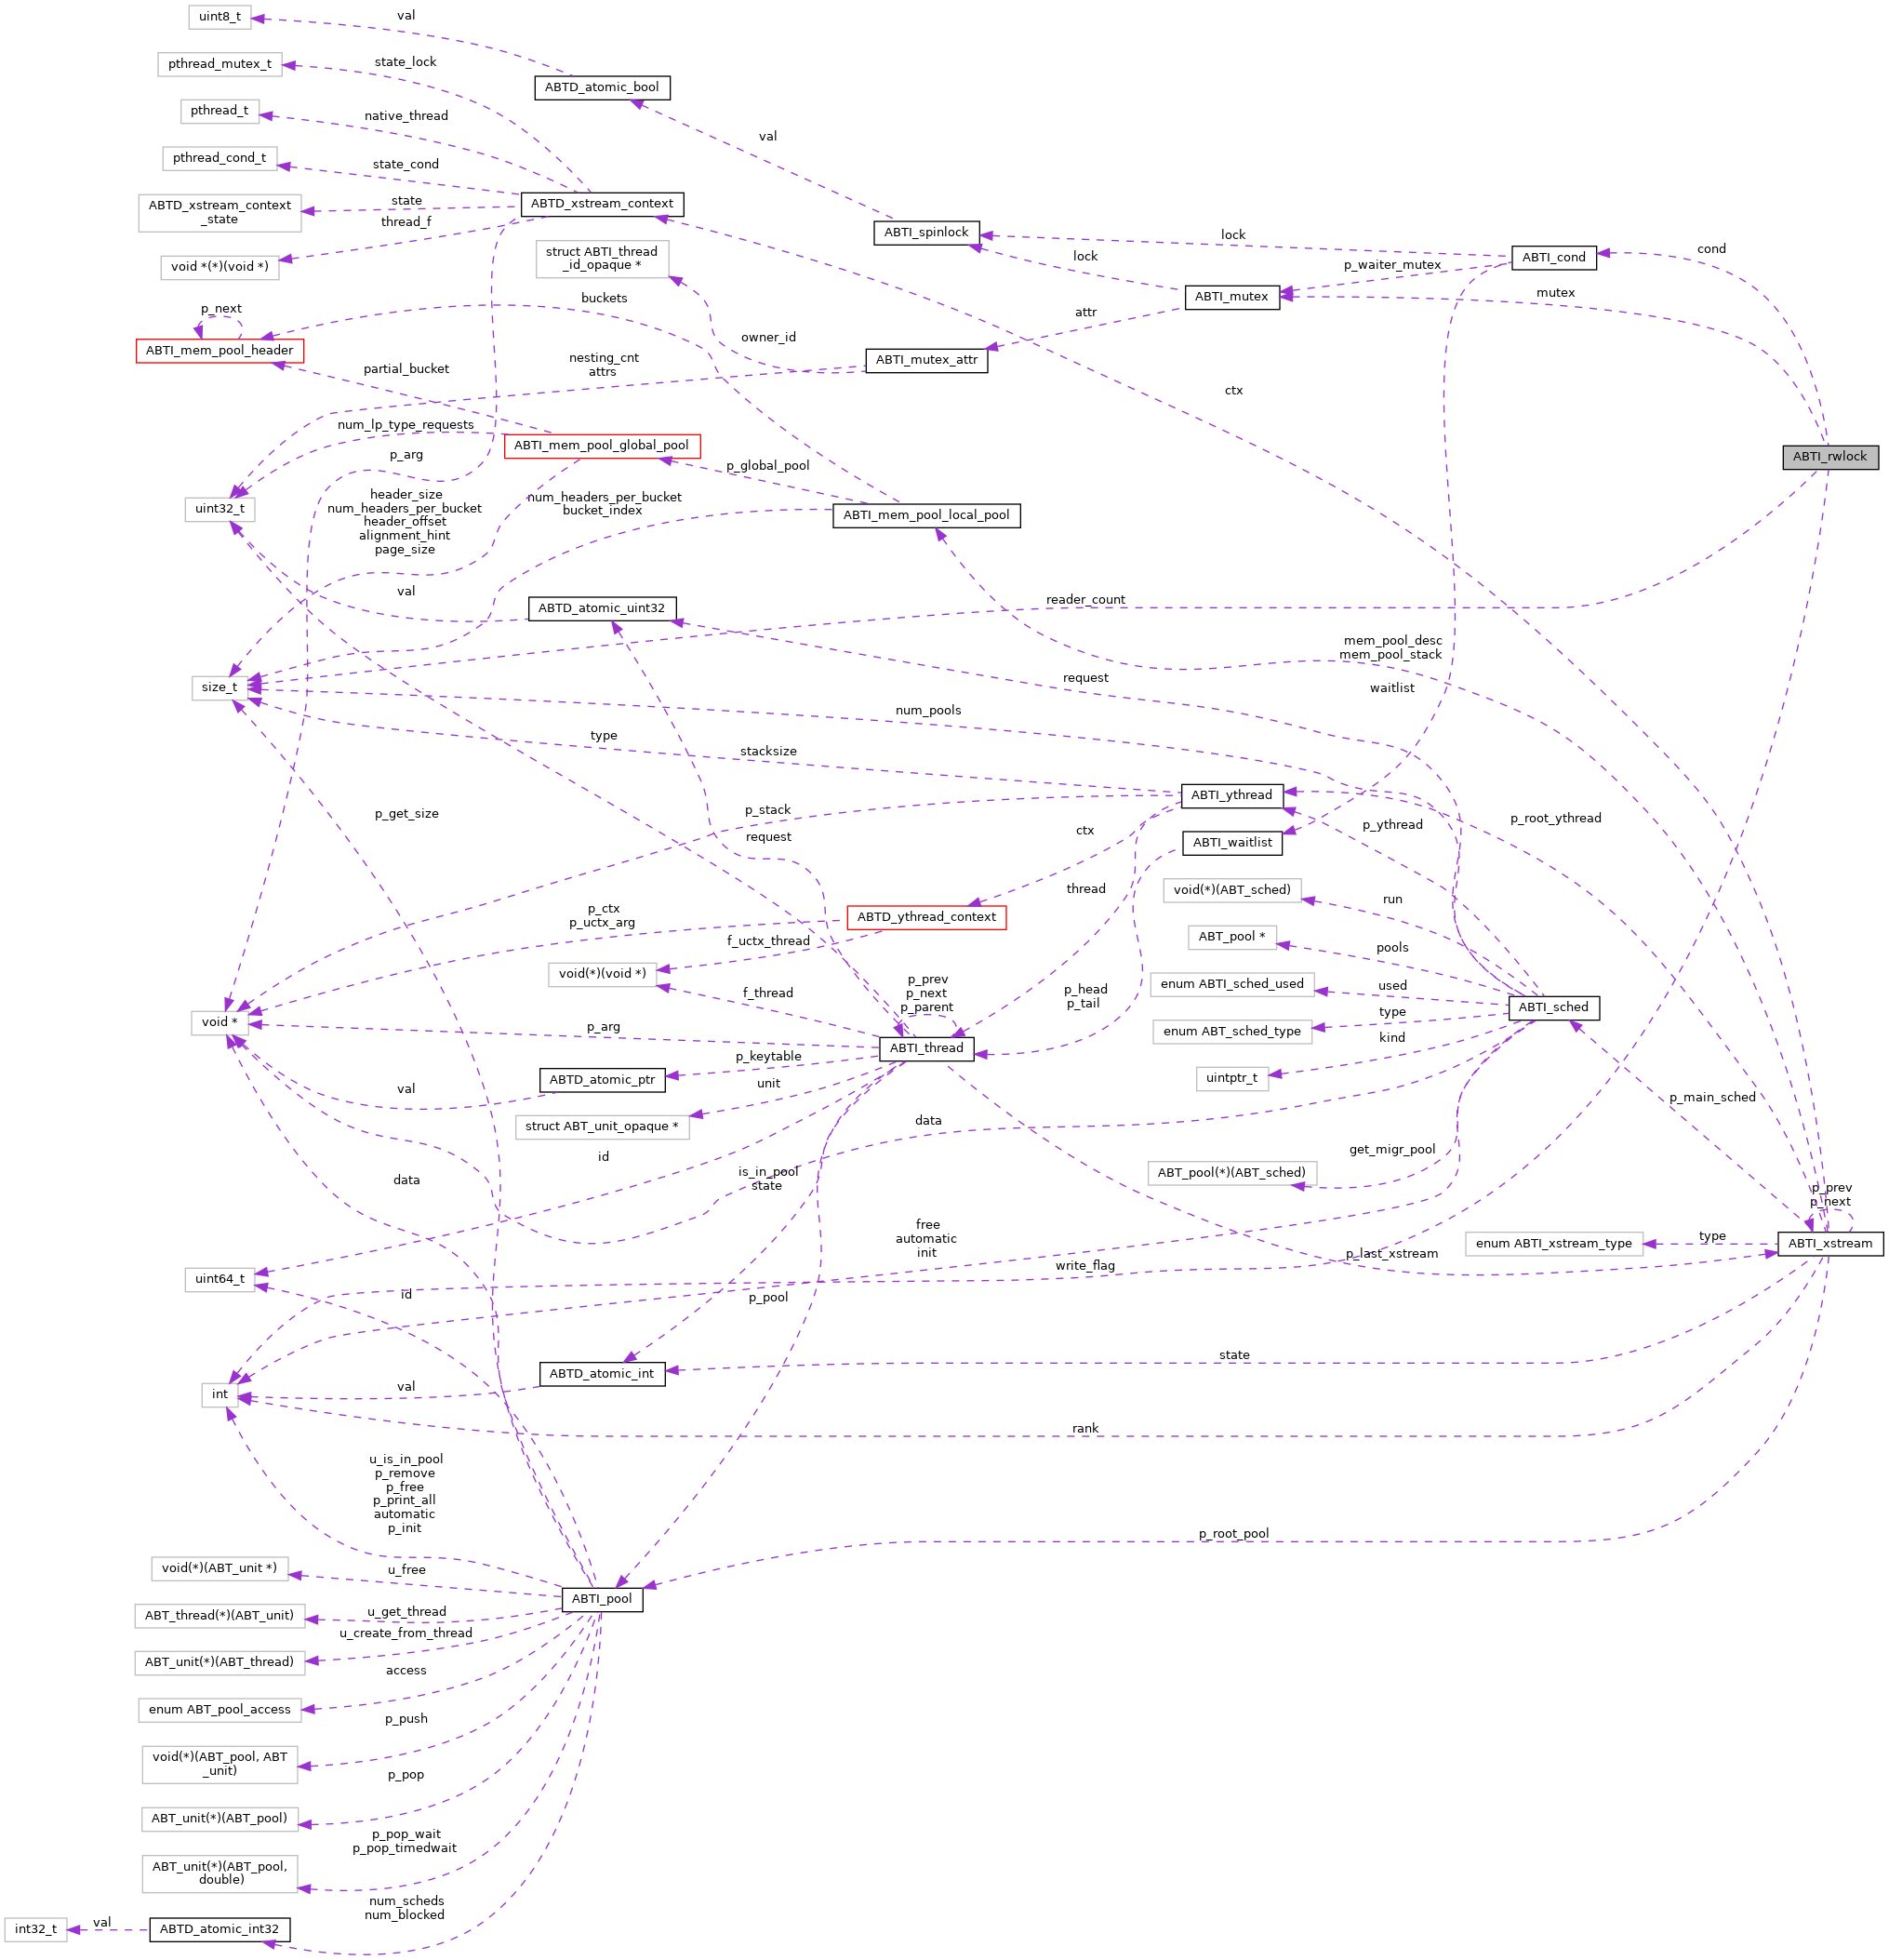 uint8_t
val
pthread_mutex_t
state_lock
ABTD_atomic_bool
pthread_t
native_thread
val
pthread_cond_t
state_cond
ABTD_xstream_context
_state
state
ABTD_xstream_context
thread_f
void *(*)(void *)
struct ABTI_thread
_id_opaque *
ABTI_spinlock
lock
ABTI_cond
cond
lock
p_waiter_mutex
ABTI_mutex
mutex
buckets
p_next
attr
ABTI_mem_pool_header
owner_id
ABTI_mutex_attr
nesting_cnt
attrs
partial_bucket
ctx
num_lp_type_requests
ABTI_mem_pool_global_pool
p_arg
p_global_pool
ABTI_rwlock
header_size
num_headers_per_bucket
header_offset
alignment_hint
page_size
num_headers_per_bucket
bucket_index
uint32_t
ABTI_mem_pool_local_pool
val
ABTD_atomic_uint32
reader_count
mem_pool_desc
mem_pool_stack
size_t
request
waitlist
num_pools
type
stacksize
ABTI_ythread
p_get_size
p_stack
request
ctx
p_ythread
p_root_ythread
ABTI_waitlist
thread
void(*)(ABT_sched)
run
p_ctx
p_uctx_arg
ABTD_ythread_context
f_uctx_thread
ABT_pool *
pools
void(*)(void *)
f_thread
p_prev
p_next
p_parent
p_head
p_tail
enum ABTI_sched_used
used
ABTI_sched
void *
p_arg
ABTI_thread
enum ABT_sched_type
type
kind
p_keytable
ABTD_atomic_ptr
val
unit
uintptr_t
p_main_sched
struct ABT_unit_opaque *
data
id
is_in_pool
state
data
get_migr_pool
ABT_pool(*)(ABT_sched)
p_prev
p_next
free
automatic
init
enum ABTI_xstream_type
type
ABTI_xstream
p_last_xstream
write_flag
uint64_t
id
p_pool
state
ABTD_atomic_int
int
val
rank
u_is_in_pool
p_remove
p_free
p_print_all
automatic
p_init
p_root_pool
void(*)(ABT_unit *)
u_free
ABTI_pool
ABT_thread(*)(ABT_unit)
u_get_thread
u_create_from_thread
ABT_unit(*)(ABT_thread)
access
enum ABT_pool_access
p_push
void(*)(ABT_pool, ABT
_unit)
p_pop
ABT_unit(*)(ABT_pool)
p_pop_wait
p_pop_timedwait
ABT_unit(*)(ABT_pool,
double)
num_scheds
num_blocked
int32_t
val
ABTD_atomic_int32